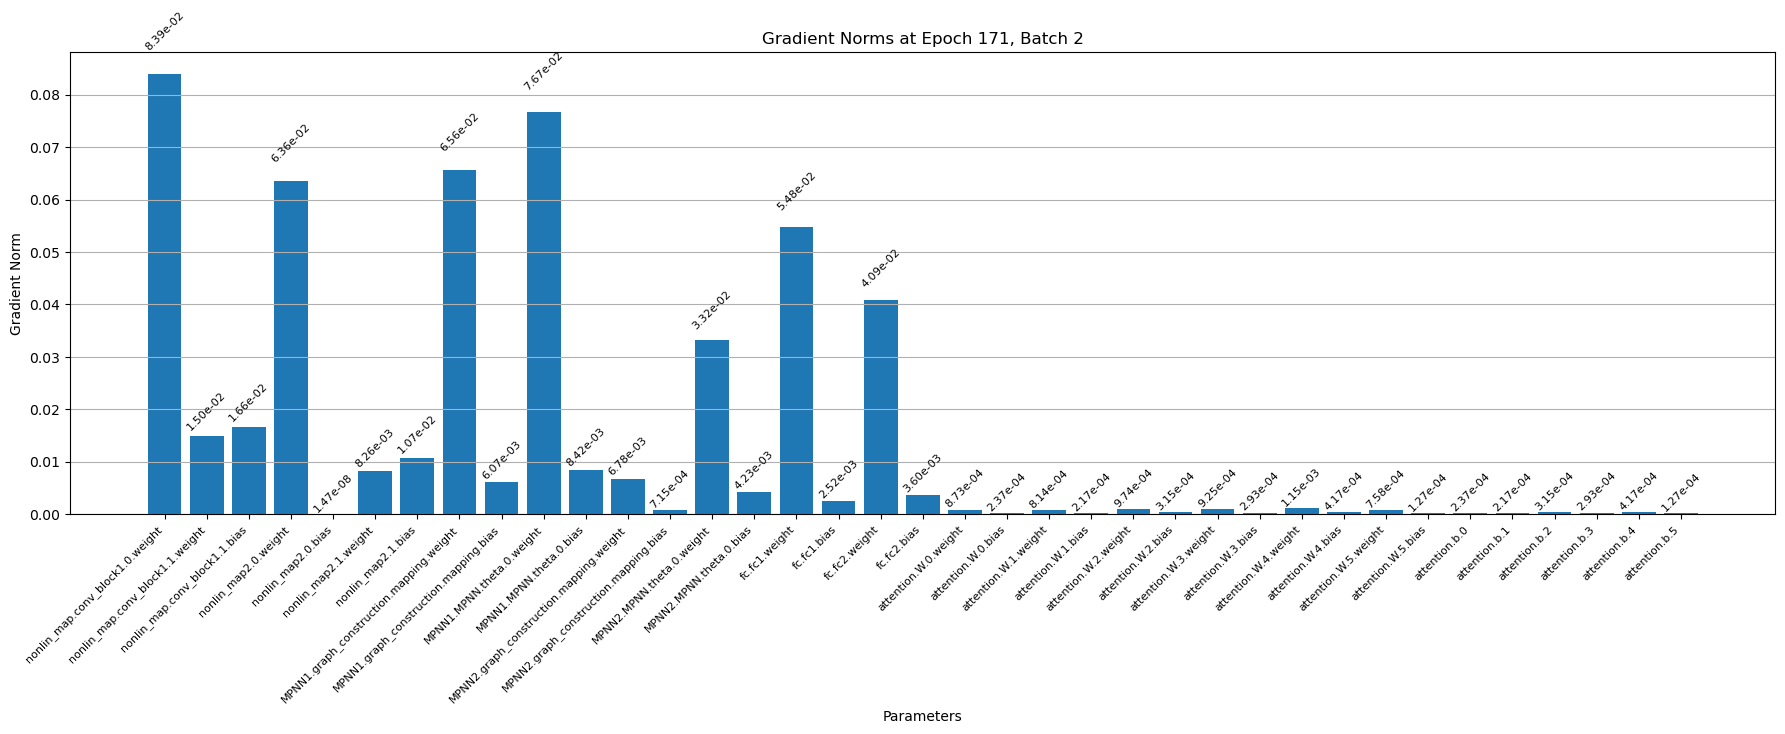 Gradient Norms at Epoch 171, Batch 2
Gradient Norm
0.08
0.07
0.06
0.05
0.04
0.03
0.02
0.01
0.00
8.39e-02
1.50e-02
1.66e-02
6.36e-02
1.47e-08
8.26e-03
1.07e-02
6.56e-02
6.07e-03
7.67e-02
8.42e-03
6.78e-03
7.15e-04
3.32e-02
4.23e-03
5.48e-02
2.52e-03
4.09e-02
3.60e-03
8.73e-04
2.37e-04
8.14e-04
2.17e-04
9.74e-04
3.15e-04
9.25e-04
2.93e-04
1.15e-03
4.17e-04
7.58e-04
1.27e-04
2.37e-04
2.17e-04
3.15e-04
2.93e-04
4.17e-04
1.27e-04
nonlin_map.conv_block1.0.weight
nonlin_map.conv_block1.1.weight
nonlin_map.conv_block1.1.bias
nonlin_map2.0.weight
nonlin_map2.0.bias
nonlin_map2.1.weight
nonlin_map2.1.bias
MPNN1.graph_construction.mapping.weight
MPNN1.graph_construction.mapping.bias
MPNN1.MPNN.theta.0.weight
MPNN1.MPNN.theta.0.bias
MPNN2.graph_construction.mapping.weight
MPNN2.graph_construction.mapping.bias
MPNN2.MPNN.theta.0.weight
MPNN2.MPNN.theta.0.bias
fc.fc1.weight
fc.fc1.bias
fc.fc2.weight
fc.fc2.bias
attention.W.0.weight
attention.W.0.bias
attention.W.1.weight
attention.W.1.bias
attention.W.2.weight
attention.W.2.bias
attention.W.3.weight
attention.W.3.bias
attention.W.4.weight
attention.W.4.bias
attention.W.5.weight
attention.W.5.bias
attention.b.0
attention.b.1
attention.b.2
attention.b.3
attention.b.4
attention.b.5
Parameters